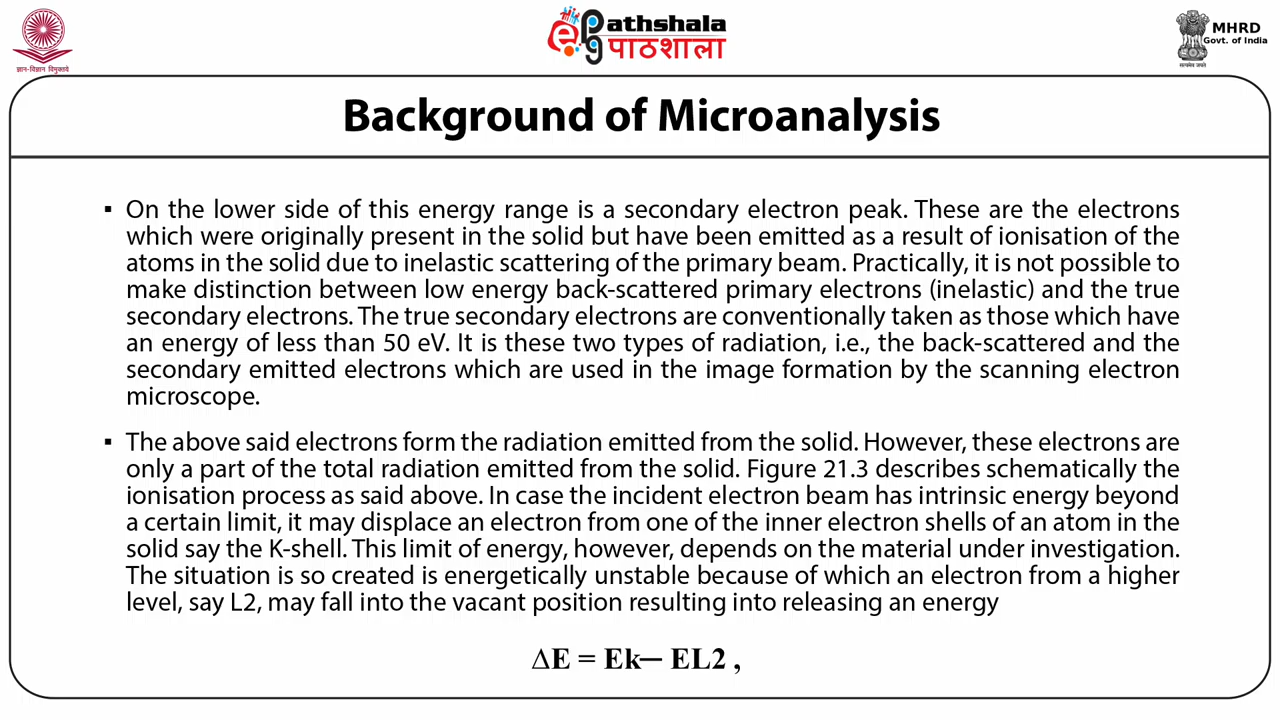 ज्ञान-विज्ञान विमुक्तये
ePathshala
पाठशाला
MHRD
Govt. of India
सत्यमेव जयते
Background of Microanalysis
▪ On the lower side of this energy range is a secondary electron peak. These are the electrons
which were originally present in the solid but have been emitted as a result of ionisation of the
atoms in the solid due to inelastic scattering of the primary beam. Practically, it is not possible to
make distinction between low energy back-scattered primary electrons (inelastic) and the true
secondary electrons. The true secondary electrons are conventionally taken as those which have
an energy of less than 50 eV. It is these two types of radiation, i.e., the back-scattered and the
secondary emitted electrons which are used in the image formation by the scanning electron
microscope.
▪ The above said electrons form the radiation emitted from the solid. However, these electrons are
only a part of the total radiation emitted from the solid. Figure 21.3 describes schematically the
ionisation process as said above. In case the incident electron beam has intrinsic energy beyond
a certain limit, it may displace an electron from one of the inner electron shells of an atom in the
solid say the K-shell. This limit of energy, however, depends on the material under investigation.
The situation is so created is energetically unstable because of which an electron from a higher
level, say L2, may fall into the vacant position resulting into releasing an energy
∆E = Ek─ EL2 ,